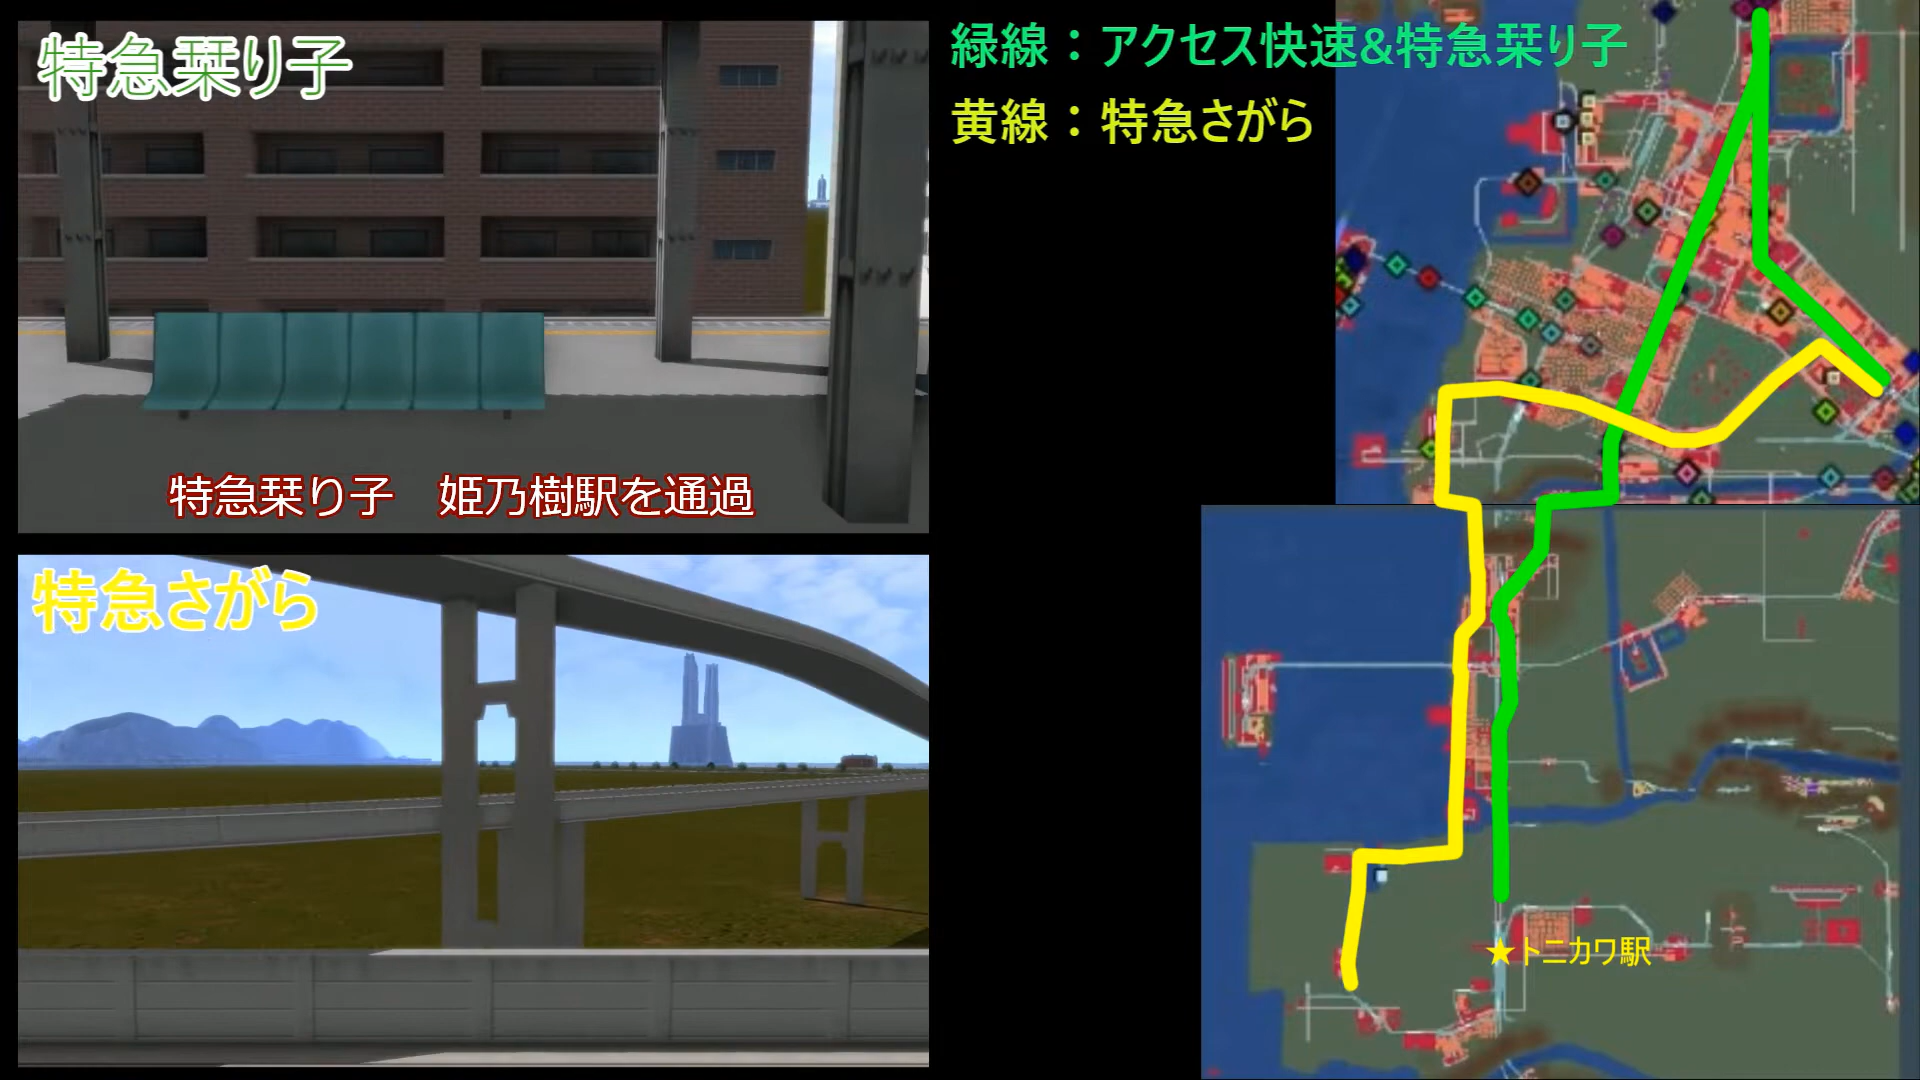 特急栞り子
特急栞り子　姫乃樹駅を通過
特急さがら
緑線：アクセス快速&特急栞り子
黄線：特急さがら
★トニカワ駅